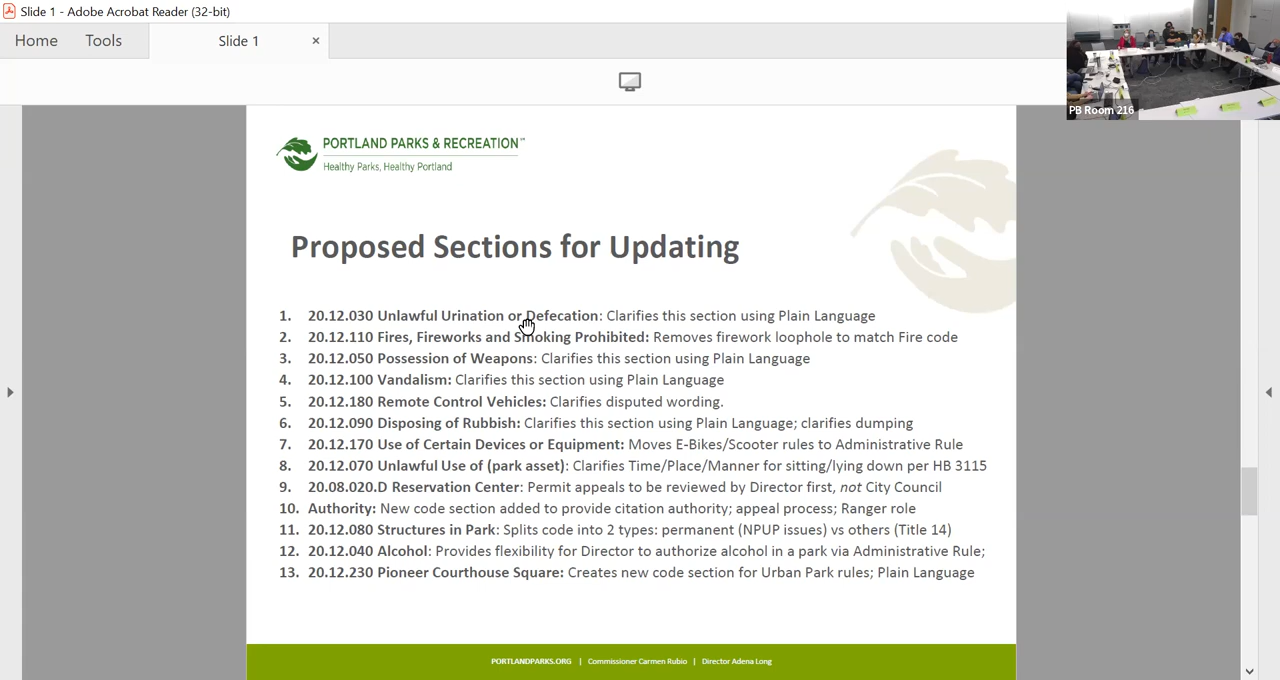 Slide 1 - Adobe Acrobat Reader (32-bit)
Home
Tools
Slide 1
×
PB Room 216
PORTLAND PARKS & RECREATION℠
Healthy Parks, Healthy Portland
Proposed Sections for Updating
1. 20.12.030 Unlawful Urination or Defecation: Clarifies this section using Plain Language
2. 20.12.110 Fires, Fireworks and Smoking Prohibited: Removes firework loophole to match Fire code
3. 20.12.050 Possession of Weapons: Clarifies this section using Plain Language
4. 20.12.100 Vandalism: Clarifies this section using Plain Language
5. 20.12.180 Remote Control Vehicles: Clarifies disputed wording.
6. 20.12.090 Disposing of Rubbish: Clarifies this section using Plain Language; clarifies dumping
7. 20.12.170 Use of Certain Devices or Equipment: Moves E-Bikes/Scooter rules to Administrative Rule
8. 20.12.070 Unlawful Use of (park asset): Clarifies Time/Place/Manner for sitting/lying down per HB 3115
9. 20.08.020.D Reservation Center: Permit appeals to be reviewed by Director first, not City Council
10. Authority: New code section added to provide citation authority; appeal process; Ranger role
11. 20.12.080 Structures in Park: Splits code into 2 types: permanent (NPUP issues) vs others (Title 14)
12. 20.12.040 Alcohol: Provides flexibility for Director to authorize alcohol in a park via Administrative Rule;
13. 20.12.230 Pioneer Courthouse Square: Creates new code section for Urban Park rules; Plain Language
PORTLANDPARKS.ORG | Commissioner Carmen Rubio | Director Adena Long